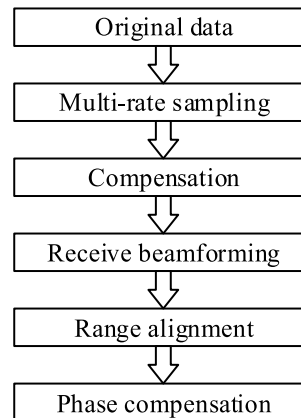 Original data
Multi-rate sampling
Compensation
Receive beamforming
Range alignment
Phase compensation